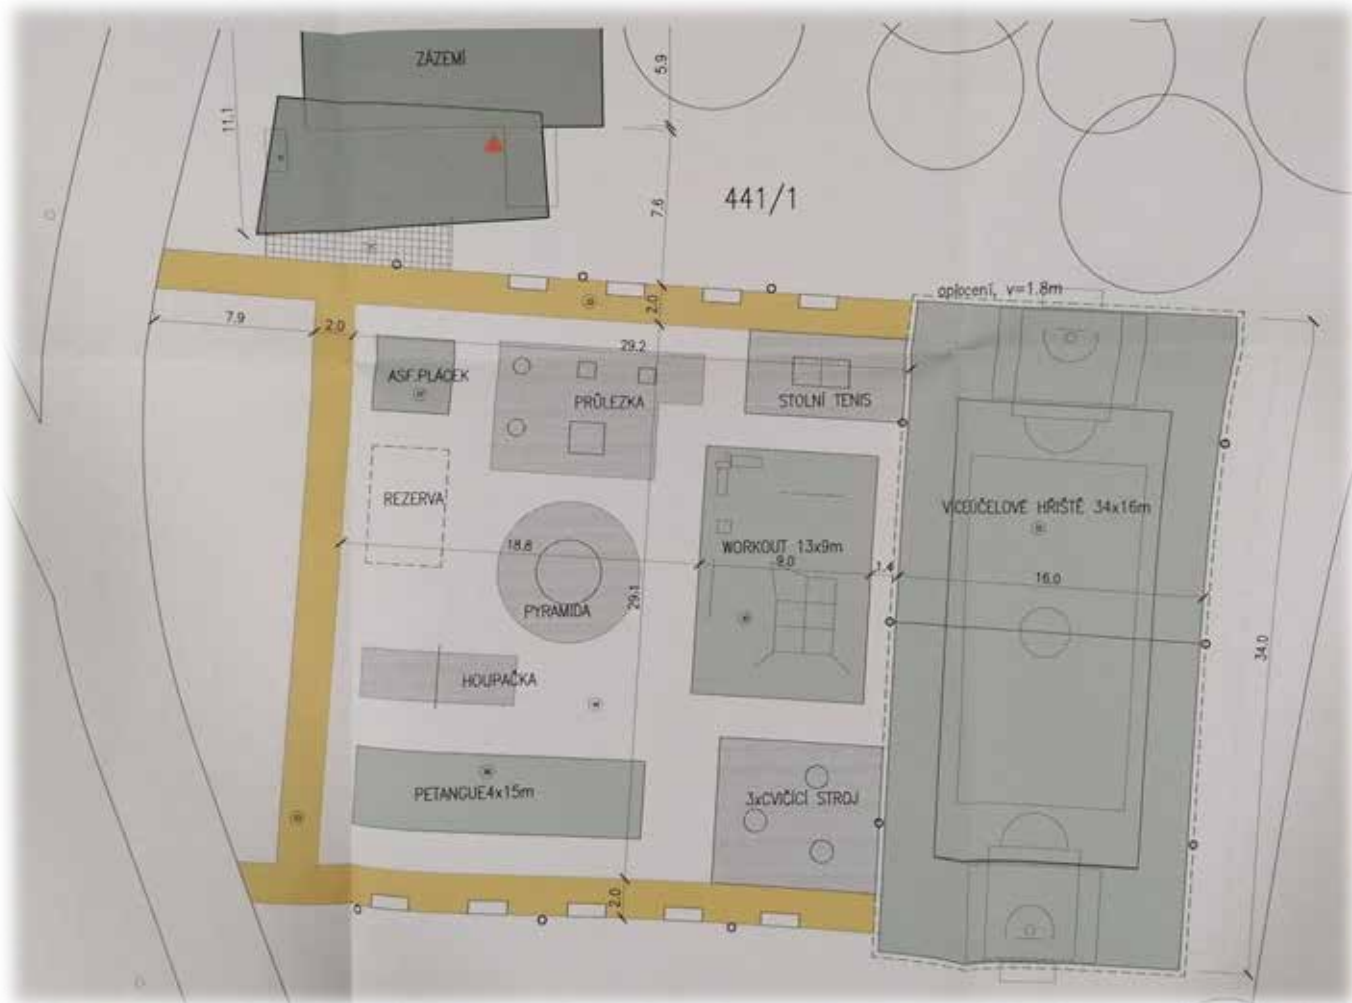 ZÁZEMÍ
5.9
11.1
7.6
441/1
oplocení, v=1.8m
7.9
2.0
2.0
29.2
ASF.PLÁCEK
PRŮLEZKA
STOLNÍ TENIS
REZERVA
VÍCEÚČELOVÉ HŘIŠTĚ 34x16m
18.8
WORKOUT 13x9m
9.0
1.4
16.0
PYRAMIDA
29.1
34.0
HOUPAČKA
PETANGUE4x15m
3xCVIČÍCÍ STROJ
2.0